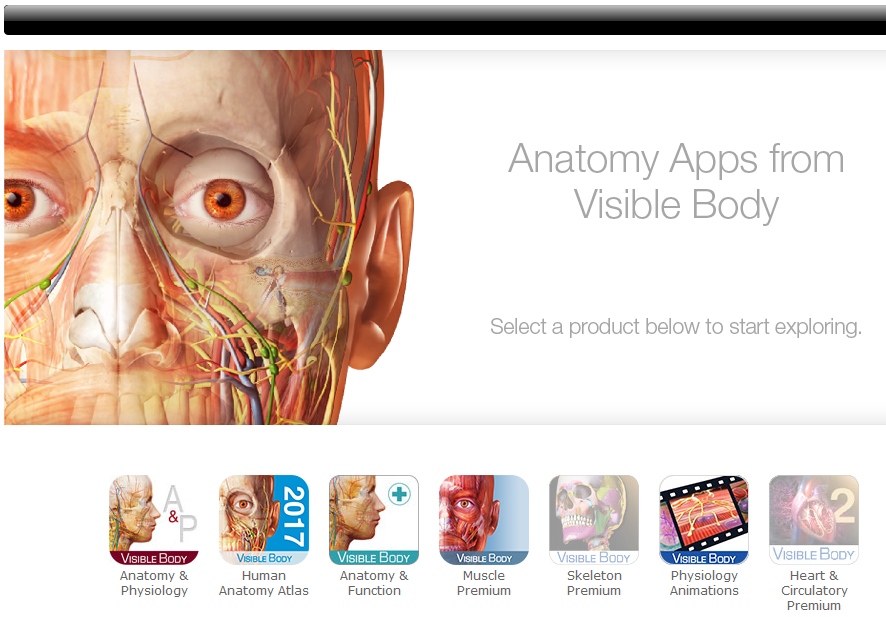 Anatomy Apps from
Visible Body
Select a product below to start exploring.
A
&
P
VISIBLE BODY
Anatomy &
Physiology
2017
VISIBLE BODY
Human
Anatomy Atlas
VISIBLE BODY
Anatomy &
Function
VISIBLE BODY
Muscle
Premium
VISIBLE BODY
Skeleton
Premium
VISIBLE BODY
Physiology
Animations
2
VISIBLE BODY
Heart &
Circulatory
Premium